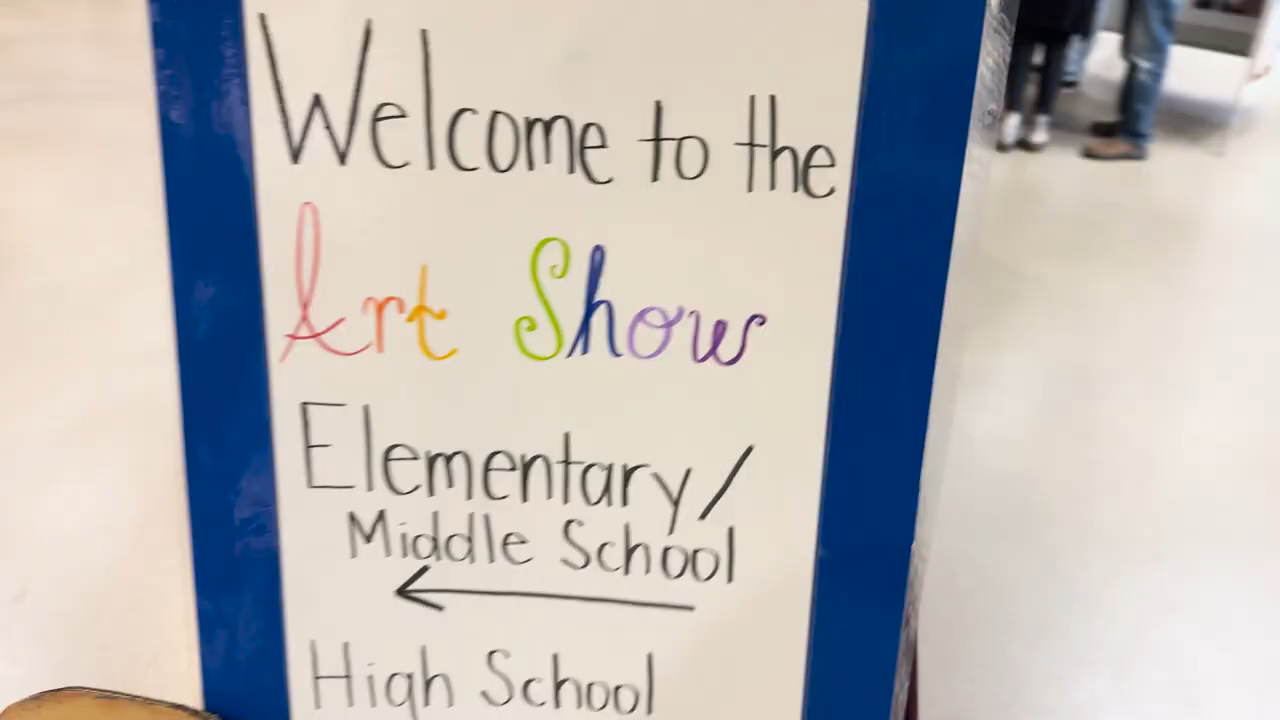 Welcome to the
Art Show
Elementary/
Middle School
High School